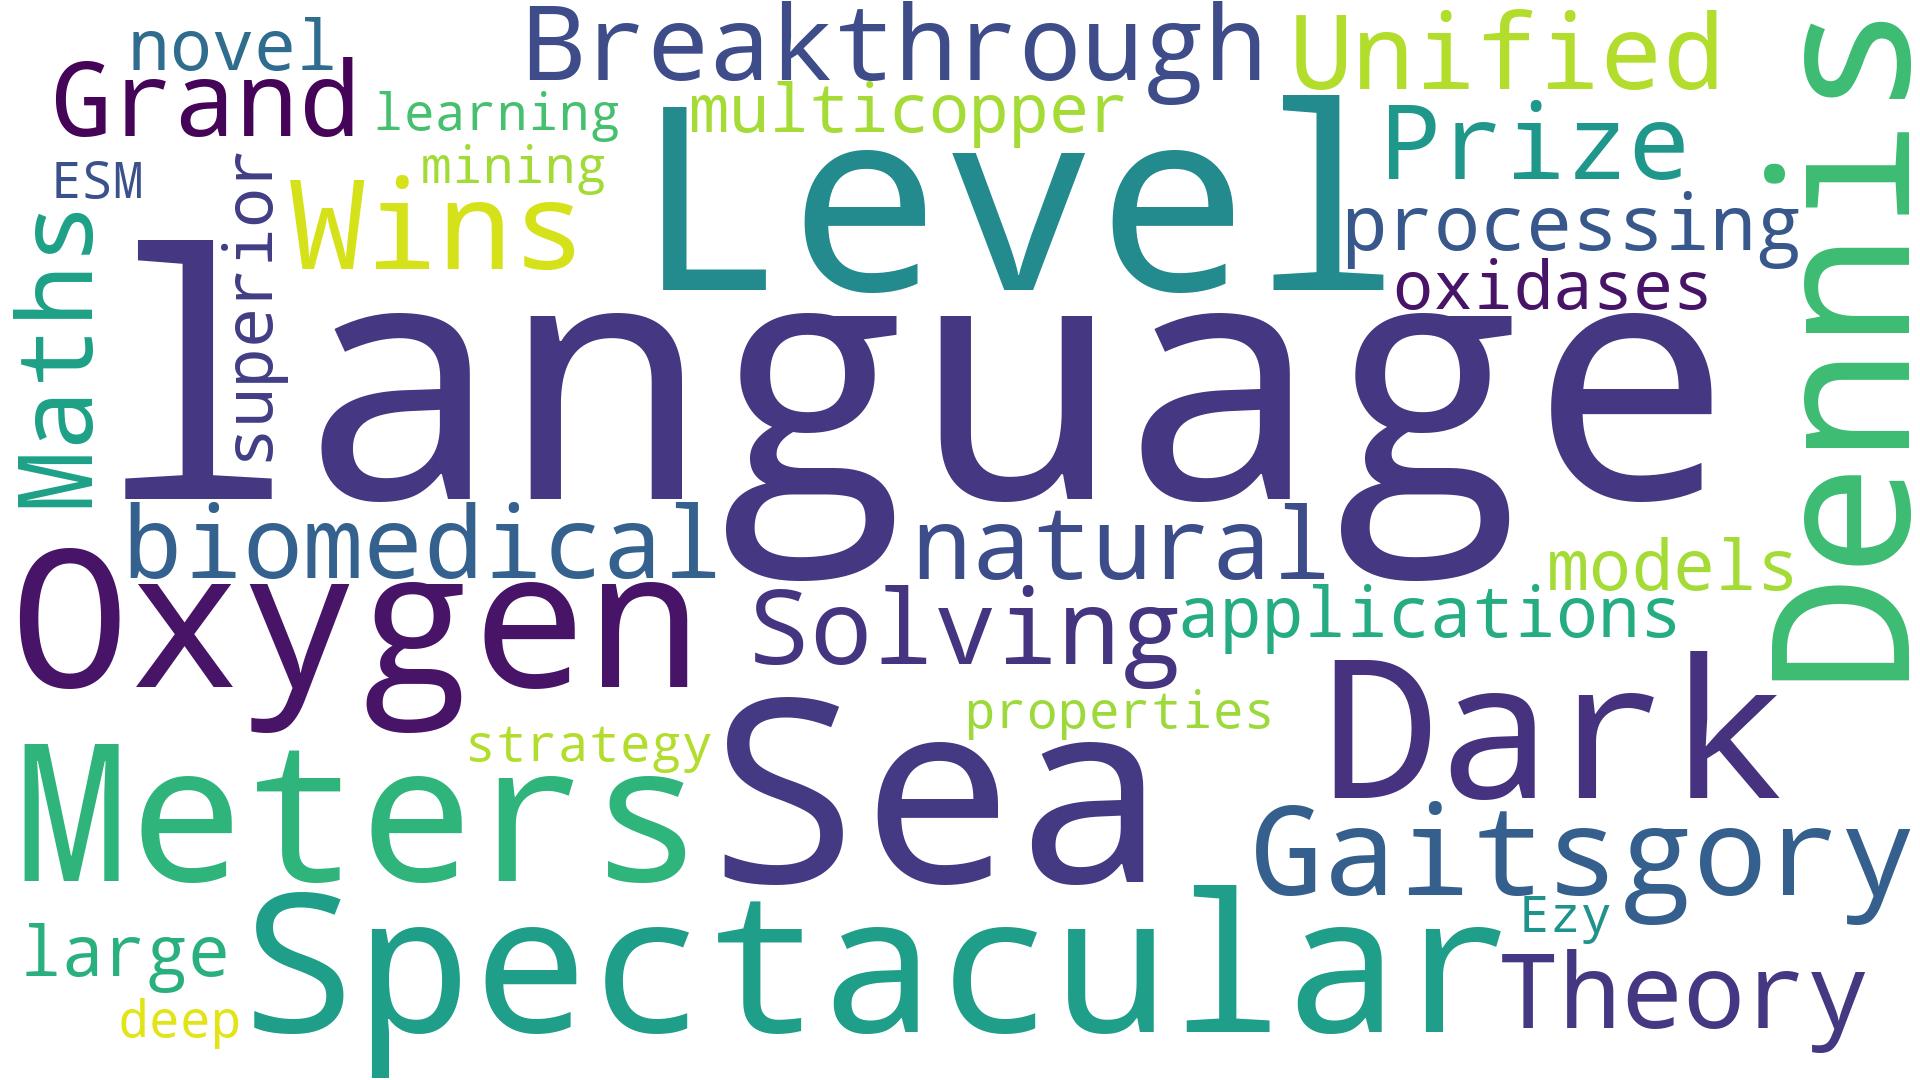 novel
Breakthrough
Unified
Grand
learning
multicopper
Prize
Dennis
ESM
mining
Level
superior
Wins
processing
Maths
oxidases
language
biomedical
natural
models
Oxygen
Solving
applications
Dark
properties
strategy
Sea
Meters
Gaitsgory
Ezy
large
Spectacular
Theory
deep